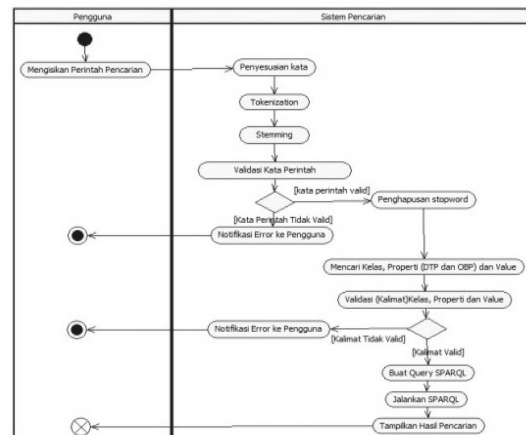 Pengguna
Sistem Pencarian
Mengisikan Perintah Pencarian
Penyesuaian kata
Tokenization
Stemming
Validasi Kata Perintah
[kata perintah valid]
Penghapusan stopword
[Kata Perintah Tidak Valid]
Notifikasi Error ke Pengguna
Mencari Kelas, Properti (DTP dan OBP) dan Value
Validasi (Kalmat)Kelas, Properti dan Value
Notifikasi Error ke Pengguna
[Kalimat Tidak Valid]
[Kalimat Valid]
Buat Query SPARQL
Jalankan SPARQL
Tampilkan Hasil Pencarian